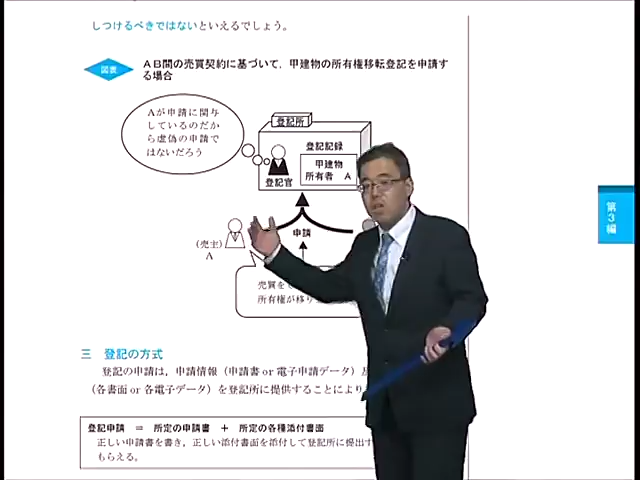 しつけるべきではないといえるでしょう。
図表
AB間の売買契約に基づいて，甲建物の所有権移転登記を申請す
る場合
Aが申請に関与
しているのだか
ら虚偽の申請で
はないだろう
登記所
登記記録
甲建物
所有者　A
登記官
申請
(売主)
A
売買を
所有権が移り
第3編
三　登記の方式
登記の申請は，申請情報（申請書or電子申請データ）
（各書面or各電子データ）を登記所に提供することにより
登記申請　＝　所定の申請書　＋　所定の各種添付書面
正しい申請書を書き，正しい添付書面を添付して登記所に提出す
もらえる。